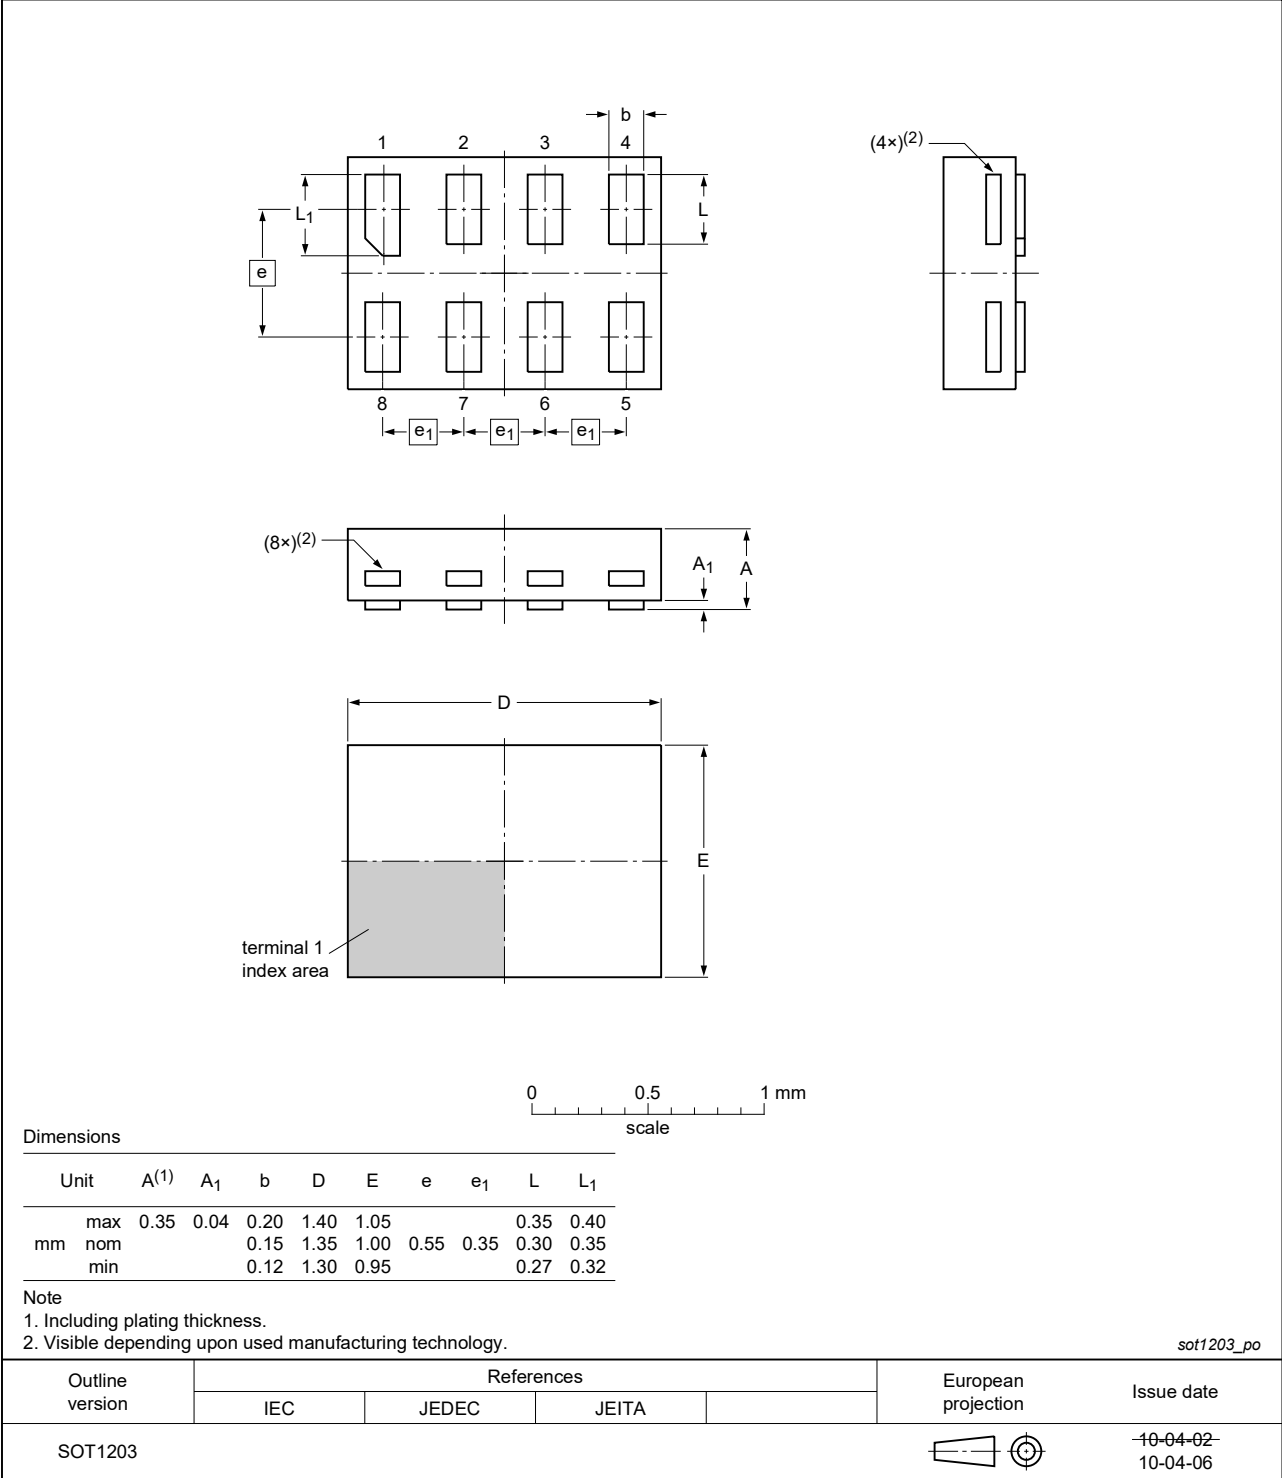 b
1 2 3 4
(4×)(2)
L1
L
e
8 7 6 5
e1 e1 e1
(8×)(2)
A1
A
D
E
terminal 1
index area
0 0.5 1 mm
scale
Dimensions
Unit A(1) A1 b D E e e1 L L1
max 0.35 0.04 0.20 1.40 1.05 0.35 0.40
mm nom 0.15 1.35 1.00 0.55 0.35 0.30 0.35
min 0.12 1.30 0.95 0.27 0.32
Note
1. Including plating thickness.
2. Visible depending upon used manufacturing technology.
sot1203_po
Outline
version
References
IEC JEDEC JEITA
European
projection
Issue date
SOT1203
10-04-02
10-04-06